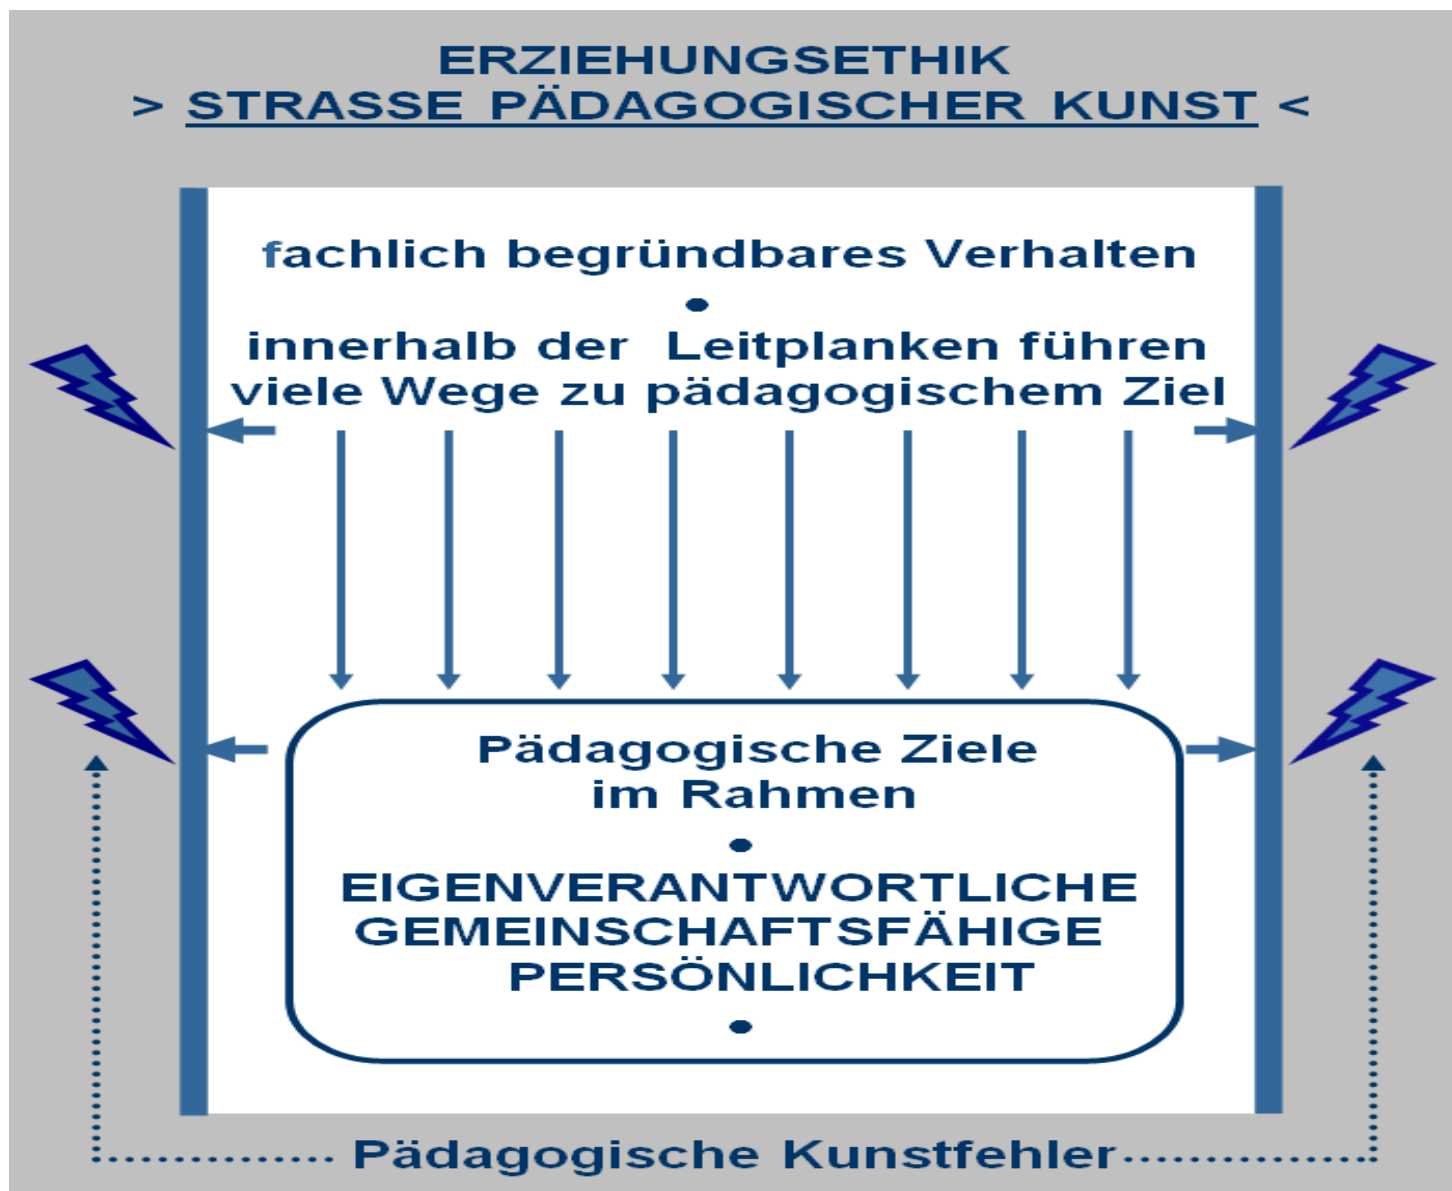 ERZIEHUNGSETHIK
> STRASSE PÄDAGOGISCHER KUNST <
fachlich begründbares Verhalten
•
innerhalb der Leitplanken führen
viele Wege zu pädagogischem Ziel
Pädagogische Ziele
im Rahmen
•
EIGENVERANTWORTLICHE
GEMEINSCHAFTSFÄHIGE
PERSÖNLICHKEIT
•
Pädagogische Kunstfehler